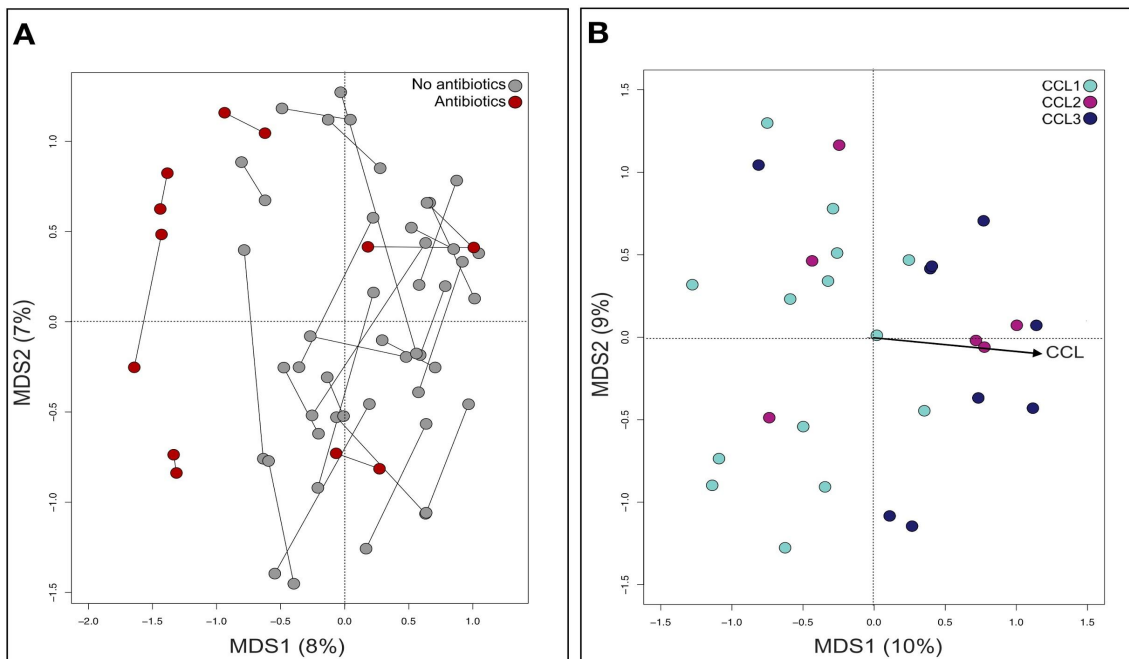 A
No antibiotics
Antibiotics
MDS2 (7%)
1.0
0.5
0.0
−0.5
−1.0
−1.5
−2.0 −1.5 −1.0 −0.5 0.0 0.5 1.0
MDS1 (8%)
B
CCL1
CCL2
CCL3
MDS2 (9%)
1.5
1.0
0.5
0.0
−0.5
−1.0
−1.5
CCL
−1.5 −1.0 −0.5 0.0 0.5 1.0 1.5
MDS1 (10%)